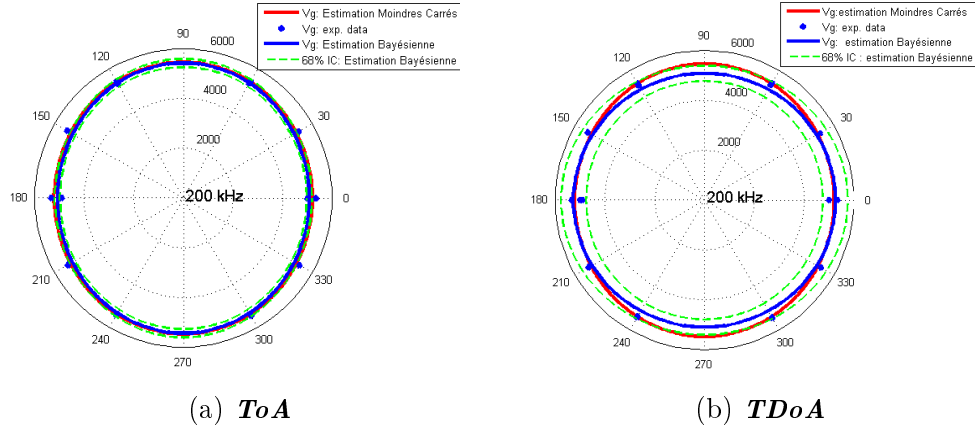 Vg: Estimation Moindres Carrés
Vg: exp. data
Vg: Estimation Bayésienne
68% IC: Estimation Bayésienne
90
6000
120
4000
150
30
2000
180
200 kHz
0
210
330
240
300
270
(a) ToA
Vg:estimation Moindres Carrés
Vg: exp. data
Vg: estimation Bayésienne
68% IC : estimation Bayésienne
90
6000
120
4000
150
30
2000
180
200 kHz
0
210
330
240
300
270
(b) TDoA